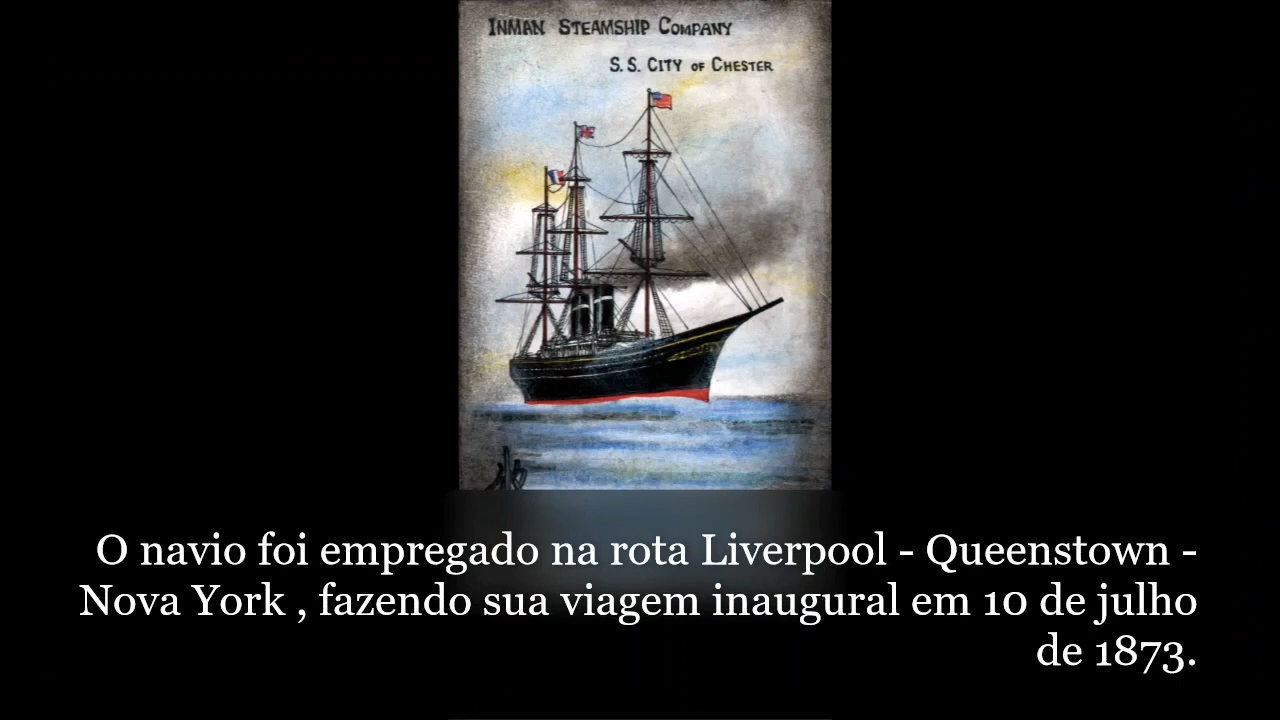 INMAN STEAMSHIP COMPANY
S.S. CITY OF CHESTER
O navio foi empregado na rota Liverpool - Queenstown -
Nova York , fazendo sua viagem inaugural em 10 de julho
de 1873.